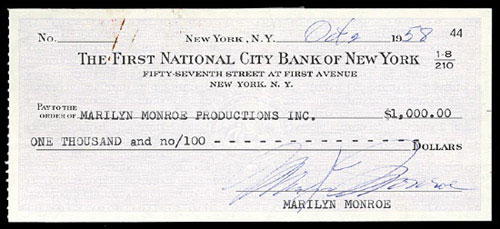 No. NEW YORK, N.Y. Oct 2 1958 44
THE FIRST NATIONAL CITY BANK OF NEW YORK 1-8
210
FIFTY-SEVENTH STREET AT FIRST AVENUE
NEW YORK, N. Y.
PAY TO THE
ORDER OF MARILYN MONROE PRODUCTIONS INC. $1,000.00
ONE THOUSAND and no/100 - - - - - - - - - - - - - - - DOLLARS
Marilyn Monroe
MARILYN MONROE